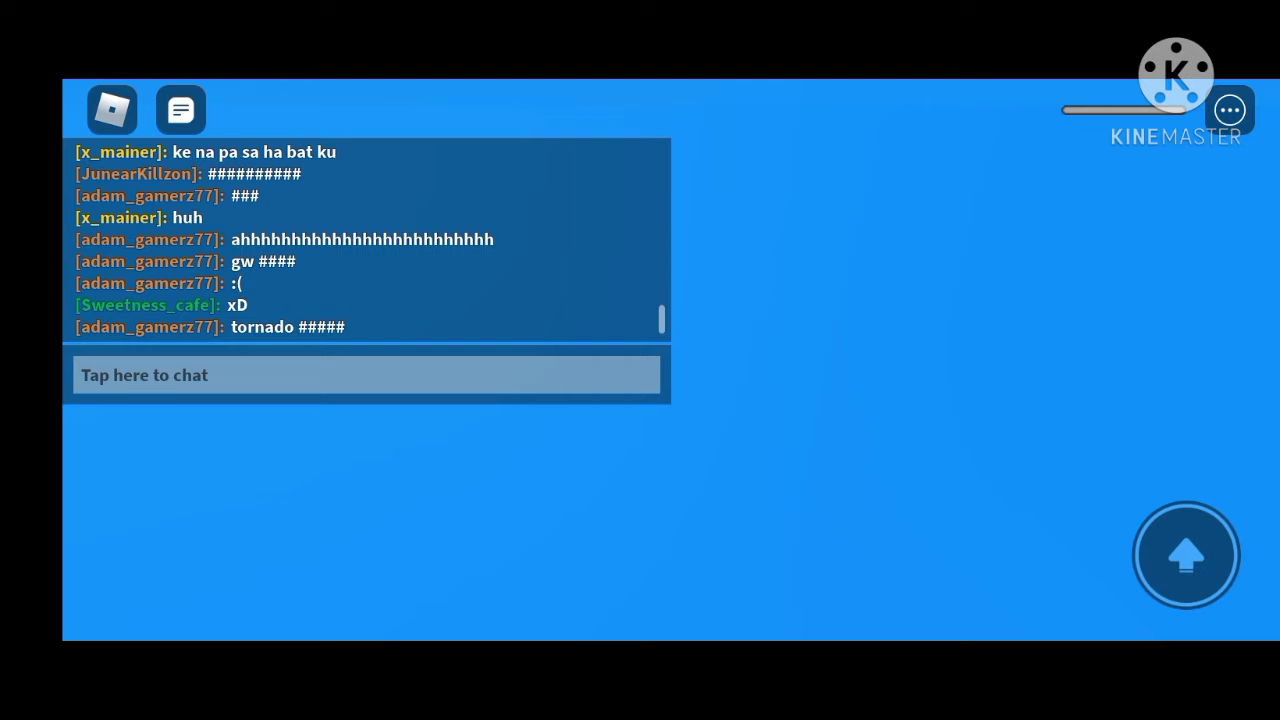 KINEMASTER
[x_mainer]: ke na pa sa ha bat ku
[JunearKillzon]: ##########
[adam_gamerz77]: ###
[x_mainer]: huh
[adam_gamerz77]: ahhhhhhhhhhhhhhhhhhhhhhhhhh
[adam_gamerz77]: gw ####
[adam_gamerz77]: :(
[Sweetness_cafe]: xD
[adam_gamerz77]: tornado #####
Tap here to chat